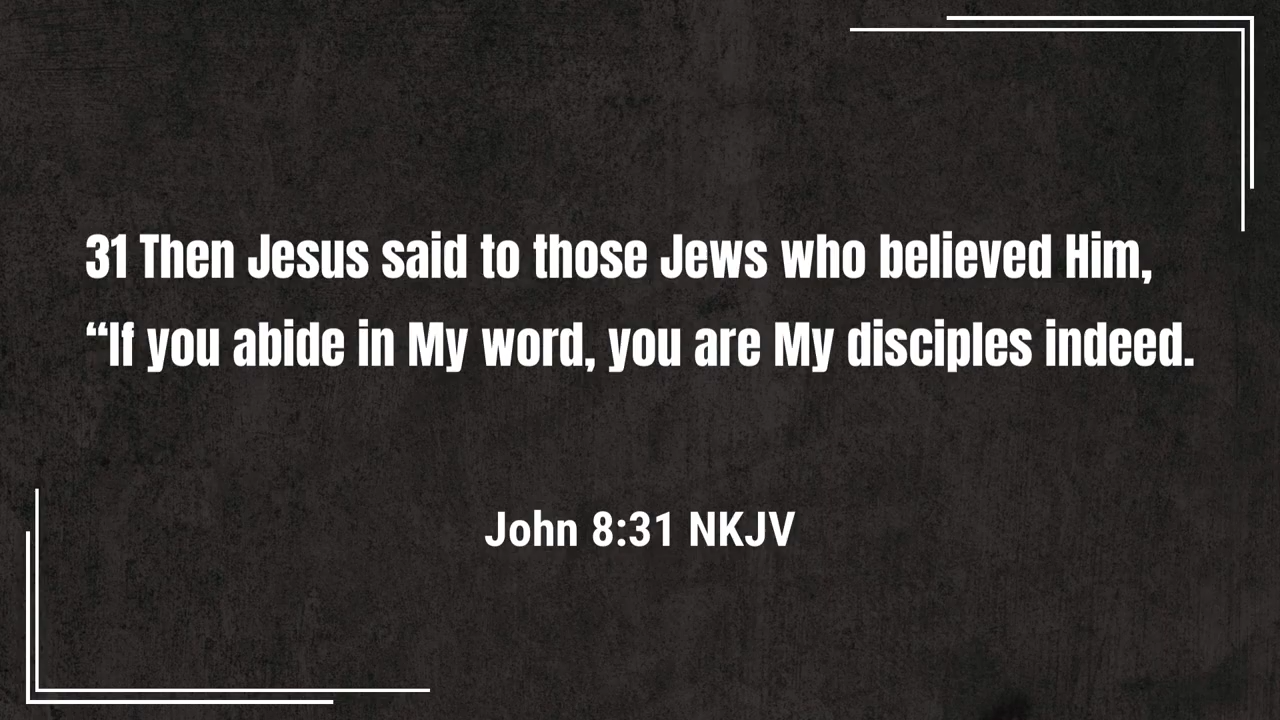 31 Then Jesus said to those Jews who believed Him,
“If you abide in My word, you are My disciples indeed.
John 8:31 NKJV